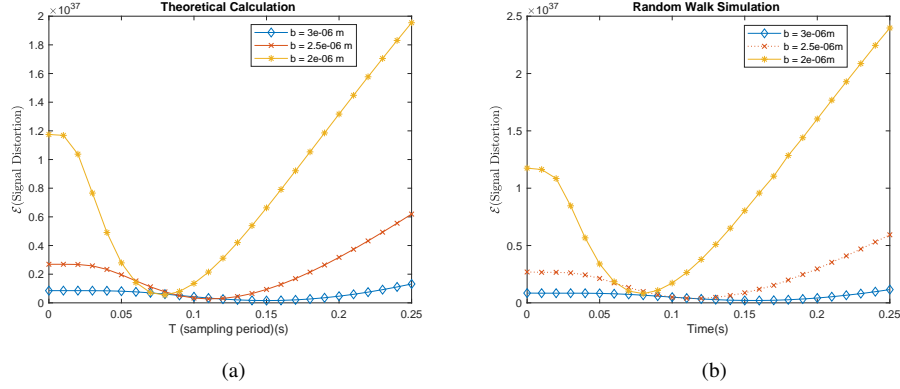 Theoretical Calculation
×10^37
2
1.8
1.6
1.4
1.2
1
0.8
0.6
0.4
0.2
0
ℰ(Signal Distortion)
b = 3e-06 m
b = 2.5e-06 m
b = 2e-06 m
0 0.05 0.1 0.15 0.2 0.25
T (sampling period)(s)
(a)
Random Walk Simulation
×10^37
2.5
2
1.5
1
0.5
0
ℰ(Signal Distortion)
b = 3e-06 m
b = 2.5e-06m
b = 2e-06m
0 0.05 0.1 0.15 0.2 0.25
Time(s)
(b)